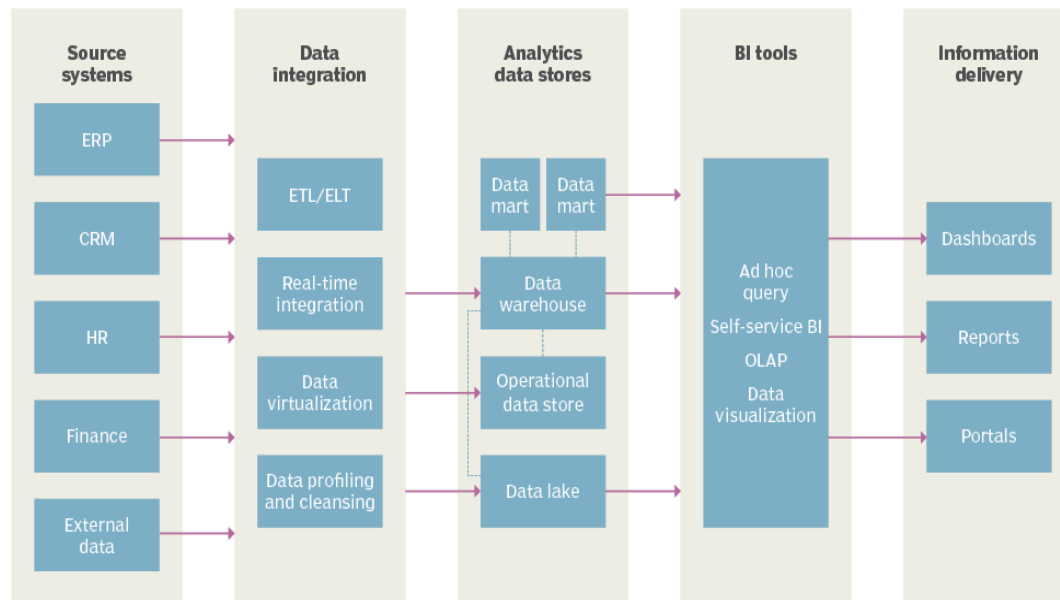 Source
systems
ERP
CRM
HR
Finance
External
data
Data
integration
ETL/ELT
Real-time
integration
Data
virtualization
Data profiling
and cleansing
Analytics
data stores
Data
mart
Data
mart
Data
warehouse
Operational
data store
Data lake
BI tools
Ad hoc
query
Self-service BI
OLAP
Data
visualization
Information
delivery
Dashboards
Reports
Portals